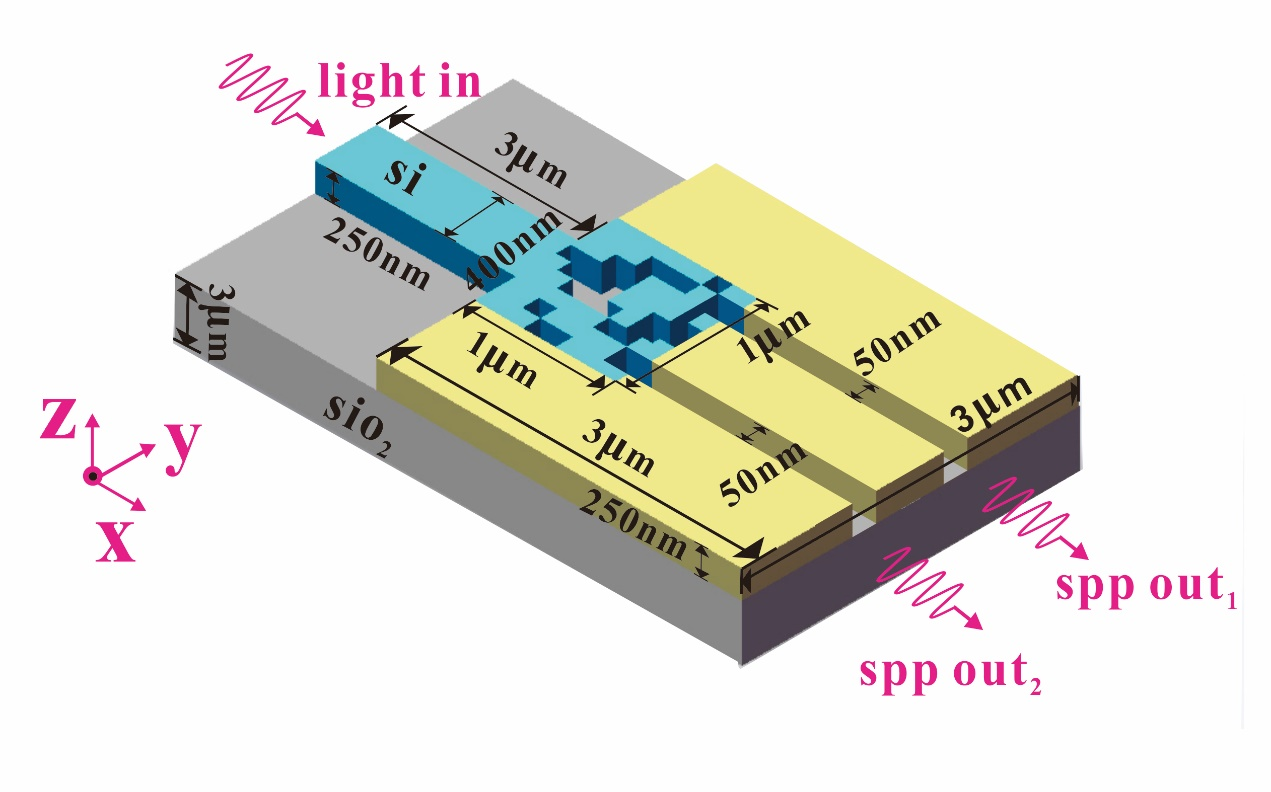 light in
3μm
si
400nm
250nm
3μm
1μm
1μm
50nm
3μm
3μm
50nm
250nm
sio₂
z
y
x
spp out₁
spp out₂